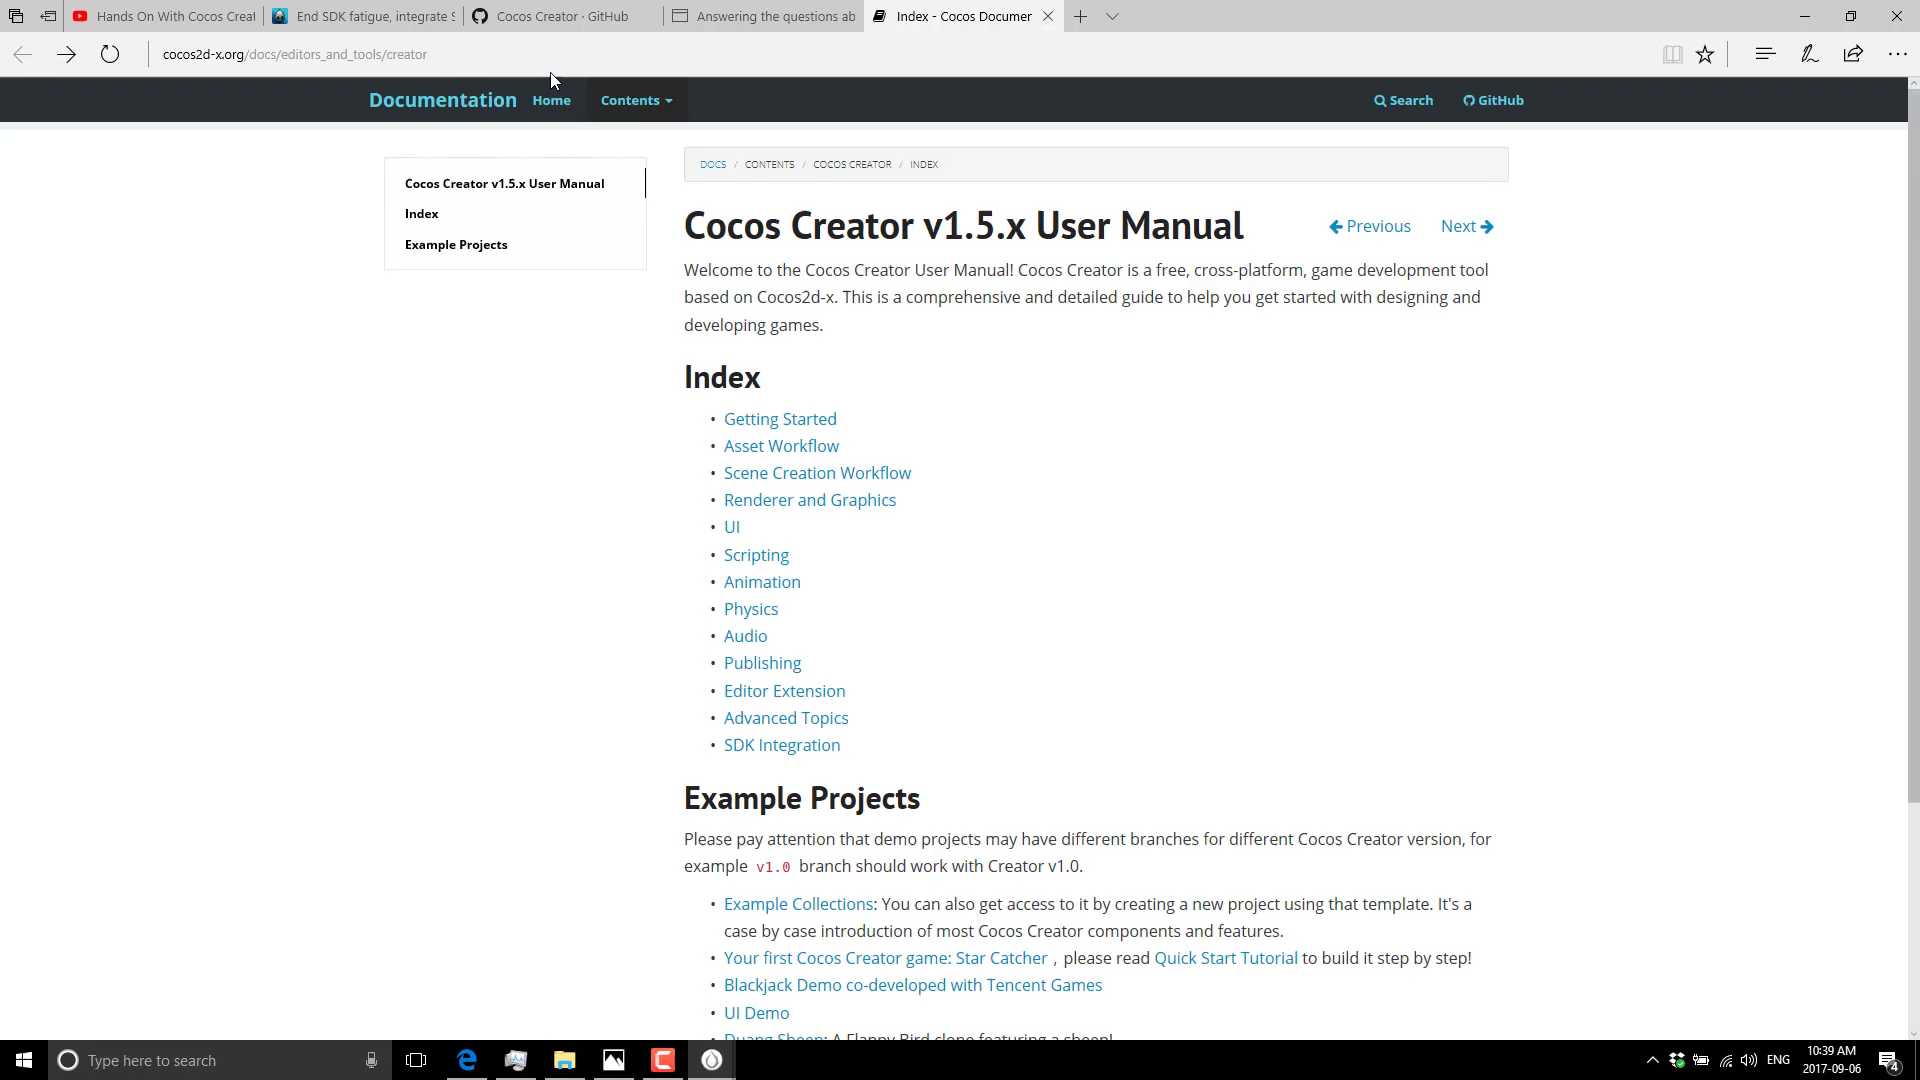 Hands On With Cocos Creat
End SDK fatigue, integrate S
Cocos Creator · GitHub
Answering the questions ab
Index - Cocos Documen
cocos2d-x.org/docs/editors_and_tools/creator
Documentation
Home
Contents
Search
GitHub
Cocos Creator v1.5.x User Manual
Index
Example Projects
DOCS / CONTENTS / COCOS CREATOR / INDEX
Cocos Creator v1.5.x User Manual
Previous
Next
Welcome to the Cocos Creator User Manual! Cocos Creator is a free, cross-platform, game development tool
based on Cocos2d-x. This is a comprehensive and detailed guide to help you get started with designing and
developing games.
Index
• Getting Started
• Asset Workflow
• Scene Creation Workflow
• Renderer and Graphics
• UI
• Scripting
• Animation
• Physics
• Audio
• Publishing
• Editor Extension
• Advanced Topics
• SDK Integration
Example Projects
Please pay attention that demo projects may have different branches for different Cocos Creator version, for
example v1.0 branch should work with Creator v1.0.
• Example Collections: You can also get access to it by creating a new project using that template. It's a
case by case introduction of most Cocos Creator components and features.
• Your first Cocos Creator game: Star Catcher , please read Quick Start Tutorial to build it step by step!
• Blackjack Demo co-developed with Tencent Games
• UI Demo
Duang Sheep: A Flappy Bird clone featuring a sheep!
Type here to search
ENG
10:39 AM
2017-09-06
4